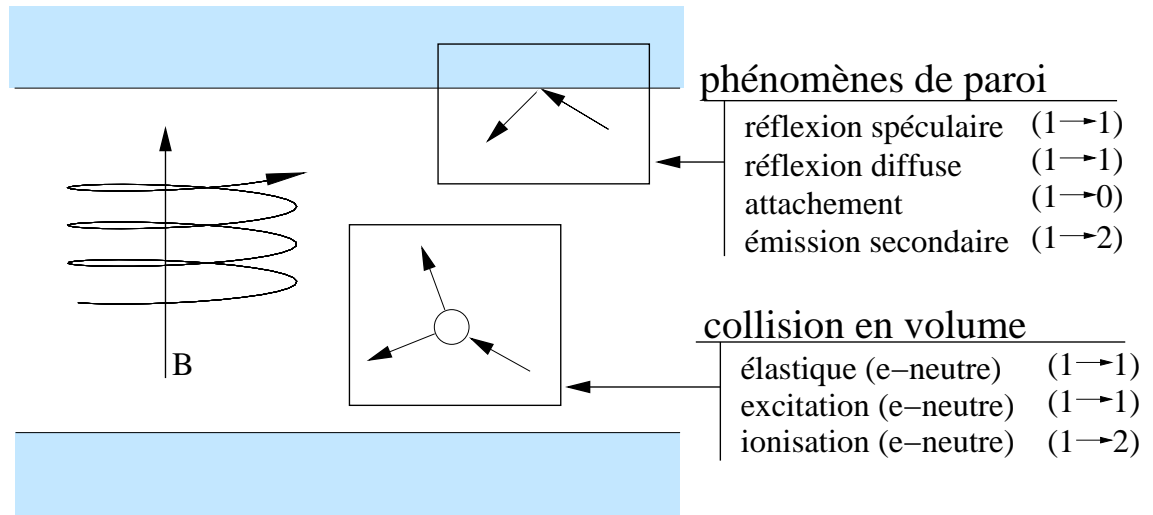 phénomènes de paroi
réflexion spéculaire (1→1)
réflexion diffuse (1→1)
attachement (1→0)
émission secondaire (1→2)
B
collision en volume
élastique (e−neutre) (1→1)
excitation (e−neutre) (1→1)
ionisation (e−neutre) (1→2)